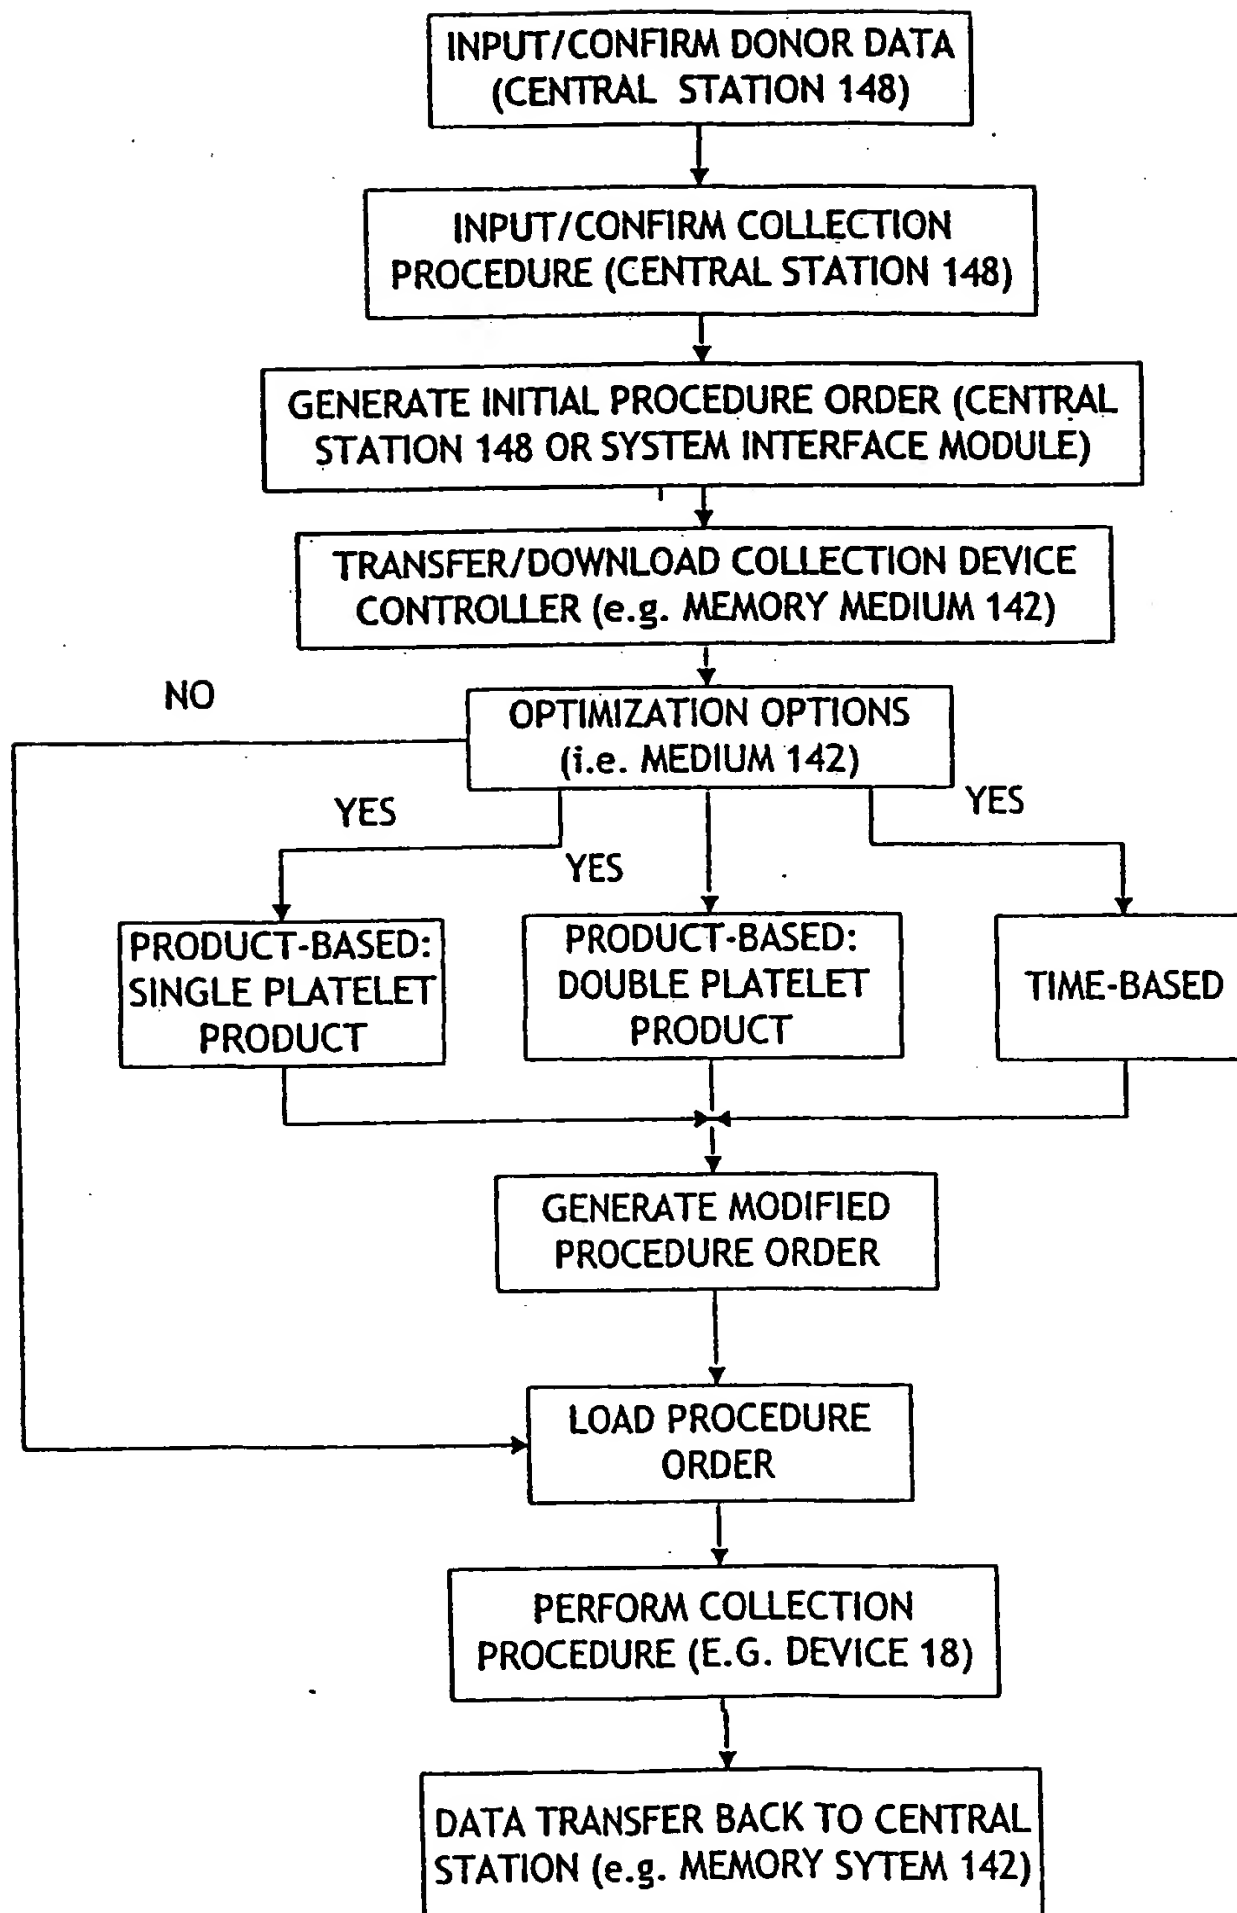 INPUT/CONFIRM DONOR DATA
(CENTRAL STATION 148)
INPUT/CONFIRM COLLECTION
PROCEDURE (CENTRAL STATION 148)
GENERATE INITIAL PROCEDURE ORDER (CENTRAL
STATION 148 OR SYSTEM INTERFACE MODULE)
TRANSFER/DOWNLOAD COLLECTION DEVICE
CONTROLLER (e.g. MEMORY MEDIUM 142)
NO
OPTIMIZATION OPTIONS
(i.e. MEDIUM 142)
YES
YES
YES
PRODUCT-BASED:
SINGLE PLATELET
PRODUCT
PRODUCT-BASED:
DOUBLE PLATELET
PRODUCT
TIME-BASED
GENERATE MODIFIED
PROCEDURE ORDER
LOAD PROCEDURE
ORDER
PERFORM COLLECTION
PROCEDURE (E.G. DEVICE 18)
DATA TRANSFER BACK TO CENTRAL
STATION (e.g. MEMORY SYTEM 142)